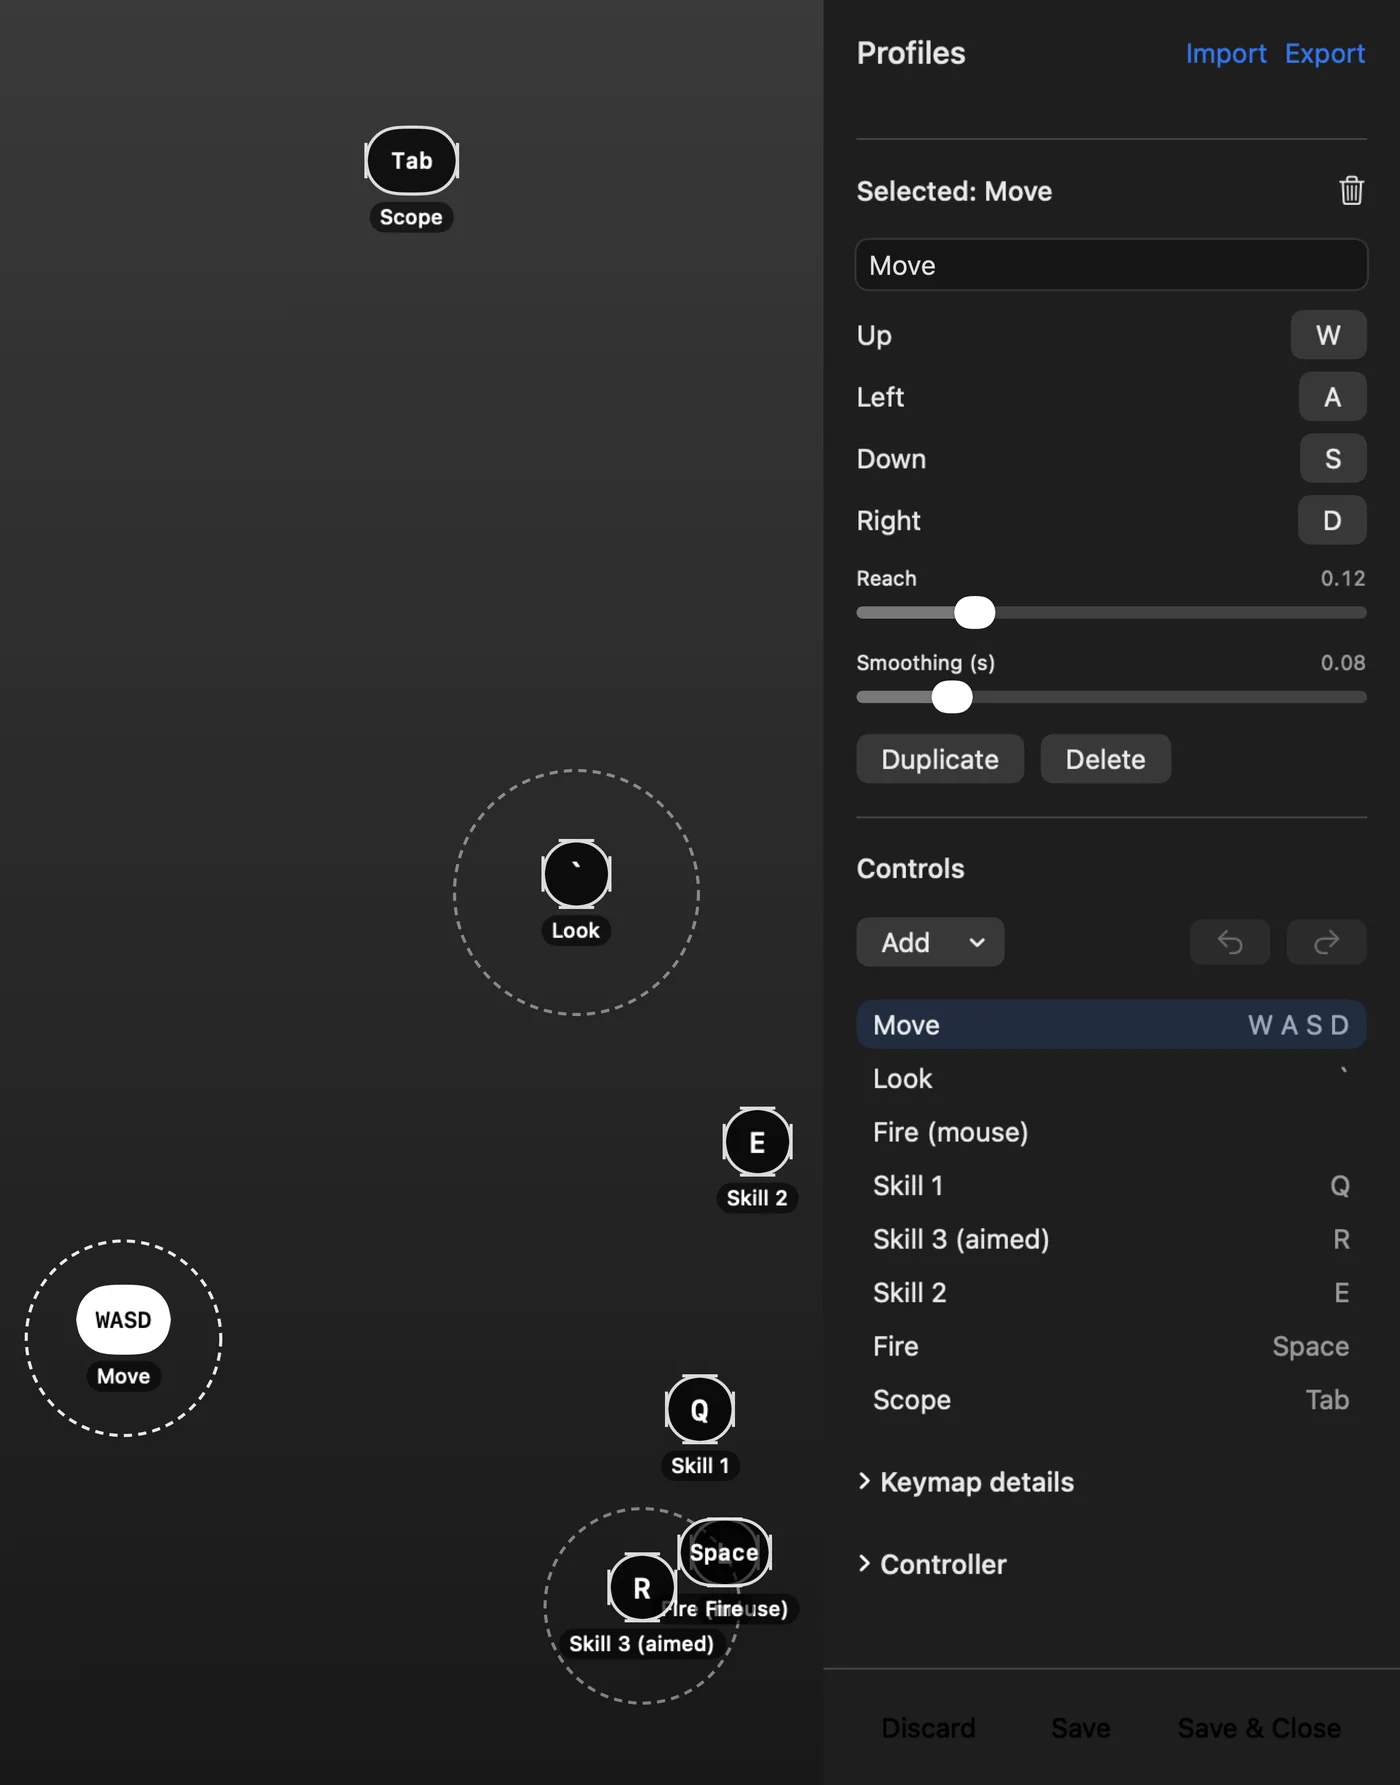 Tab
Scope
`
Look
E
Skill 2
WASD
Move
Q
Skill 1
Space
R
Fire
Skill 3 (aimed)
Profiles
Import Export
Selected: Move
Move
Up W
Left A
Down S
Right D
Reach 0.12
Smoothing (s) 0.08
Duplicate Delete
Controls
Add
Move W A S D
Look `
Fire (mouse)
Skill 1 Q
Skill 3 (aimed) R
Skill 2 E
Fire Space
Scope Tab
Keymap details
Controller
Discard Save Save & Close